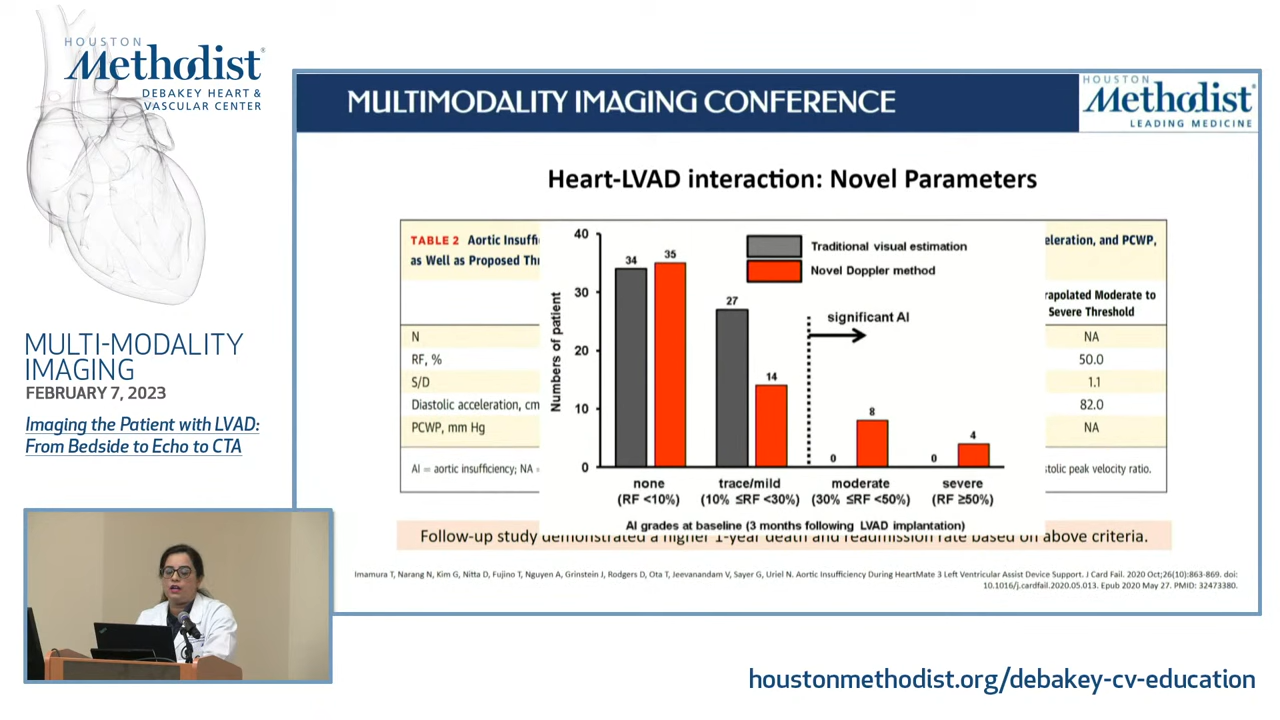 HOUSTON
Methodist
DEBAKEY HEART &
VASCULAR CENTER
MULTI-MODALITY
IMAGING
FEBRUARY 7, 2023
Imaging the Patient with LVAD:
From Bedside to Echo to CTA
MULTIMODALITY IMAGING CONFERENCE
HOUSTON
Methodist
LEADING MEDICINE
Heart-LVAD interaction: Novel Parameters
TABLE 2 Aortic Insuffi
as Well as Proposed Thr
eleration, and PCWP,
rapolated Moderate to
Severe Threshold
N
NA
RF, %
50.0
S/D
1.1
Diastolic acceleration, cm
82.0
PCWP, mm Hg
NA
AI = aortic insufficiency; NA =
stolic peak velocity ratio.
Numbers of patient
40
30
20
10
0
Traditional visual estimation
Novel Doppler method
significant AI
34
35
27
14
0
8
0
4
none
(RF <10%)
trace/mild
(10% ≤RF <30%)
moderate
(30% ≤RF <50%)
severe
(RF ≥50%)
AI grades at baseline (3 months following LVAD implantation)
Follow-up study demonstrated a higher 1-year death and readmission rate based on above criteria.
Imamura T, Narang N, Kim G, Nitta D, Fujino T, Nguyen A, Grinstein J, Rodgers D, Ota T, Jeevanandam V, Sayer G, Uriel N. Aortic Insufficiency During HeartMate 3 Left Ventricular Assist Device Support. J Card Fail. 2020 Oct;26(10):863-869. doi:
10.1016/j.cardfail.2020.05.013. Epub 2020 May 27. PMID: 32473380.
houstonmethodist.org/debakey-cv-education